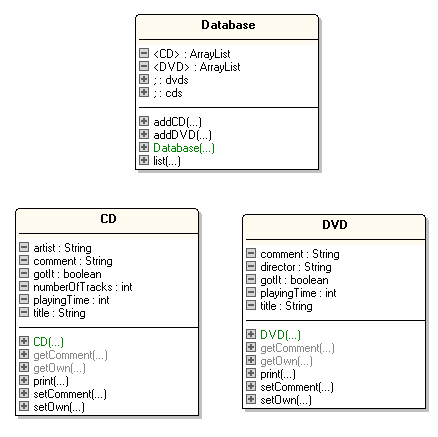 Database
<CD> : ArrayList
<DVD> : ArrayList
; : dvds
; : cds
addCD(...)
addDVD(...)
Database(...)
list(...)
CD
artist : String
comment : String
gotIt : boolean
numberOfTracks : int
playingTime : int
title : String
CD(...)
getComment(...)
getOwn(...)
print(...)
setComment(...)
setOwn(...)
DVD
comment : String
director : String
gotIt : boolean
playingTime : int
title : String
DVD(...)
getComment(...)
getOwn(...)
print(...)
setComment(...)
setOwn(...)